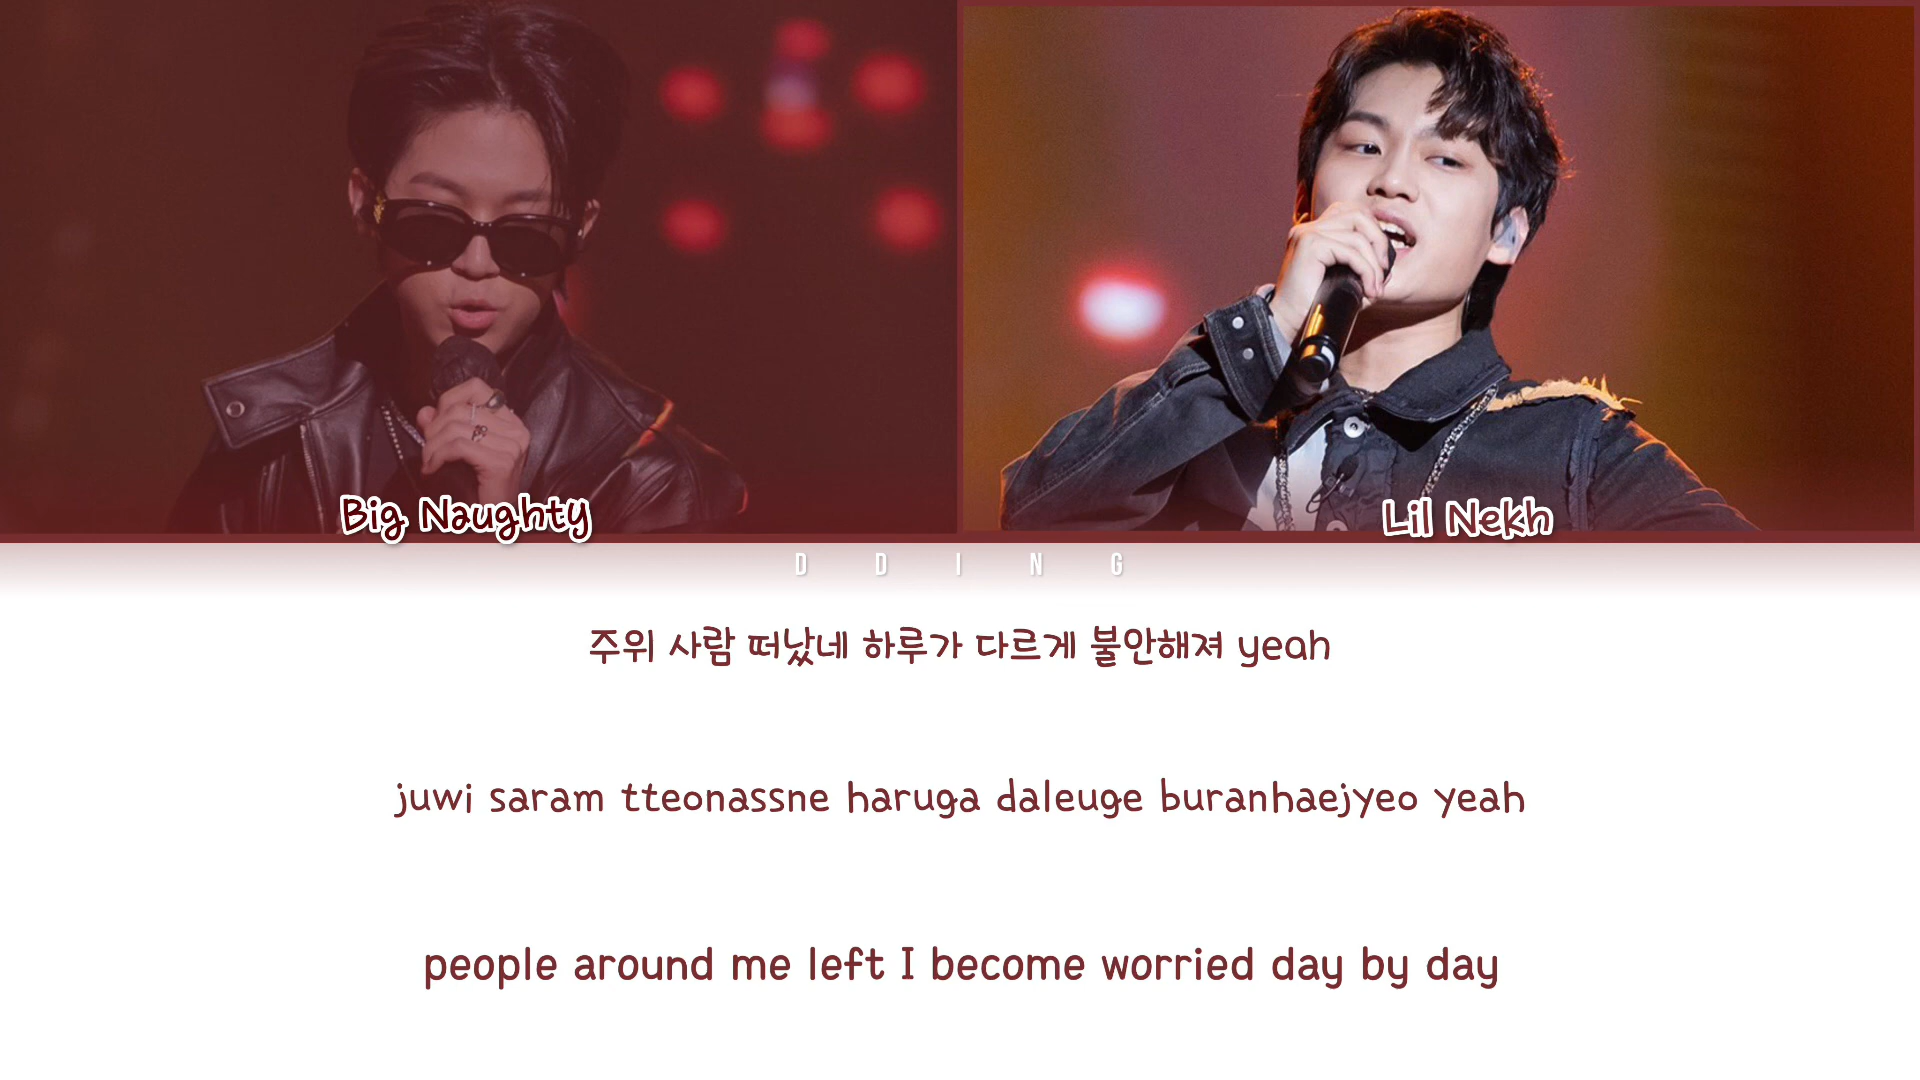 Big Naughty
Lil Nekh
D D I N G
주위 사람 떠났네 하루가 다르게 불안해져 yeah
juwi saram tteonassne haruga daleuge buranhaejyeo yeah
people around me left I become worried day by day